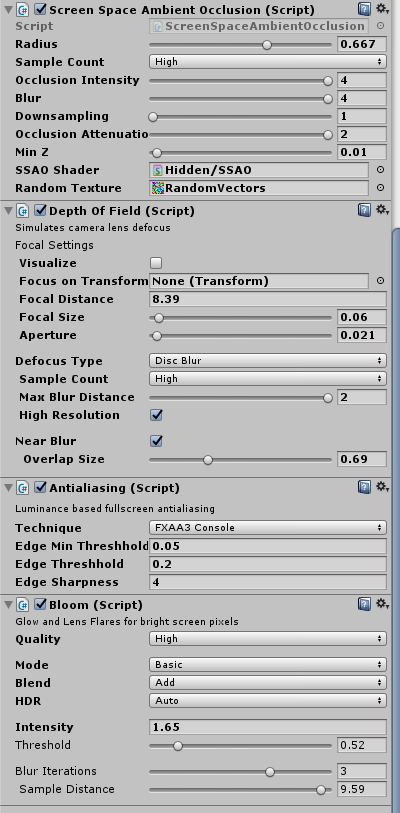 Screen Space Ambient Occlusion (Script)
Script ScreenSpaceAmbientOcclusion
Radius 0.667
Sample Count High
Occlusion Intensity 4
Blur 4
Downsampling 1
Occlusion Attenuatio 2
Min Z 0.01
SSAO Shader Hidden/SSAO
Random Texture RandomVectors
Depth Of Field (Script)
Simulates camera lens defocus
Focal Settings
Visualize
Focus on Transform None (Transform)
Focal Distance 8.39
Focal Size 0.06
Aperture 0.021
Defocus Type Disc Blur
Sample Count High
Max Blur Distance 2
High Resolution
Near Blur
Overlap Size 0.69
Antialiasing (Script)
Luminance based fullscreen antialiasing
Technique FXAA3 Console
Edge Min Threshhold 0.05
Edge Threshhold 0.2
Edge Sharpness 4
Bloom (Script)
Glow and Lens Flares for bright screen pixels
Quality High
Mode Basic
Blend Add
HDR Auto
Intensity 1.65
Threshold 0.52
Blur Iterations 3
Sample Distance 9.59